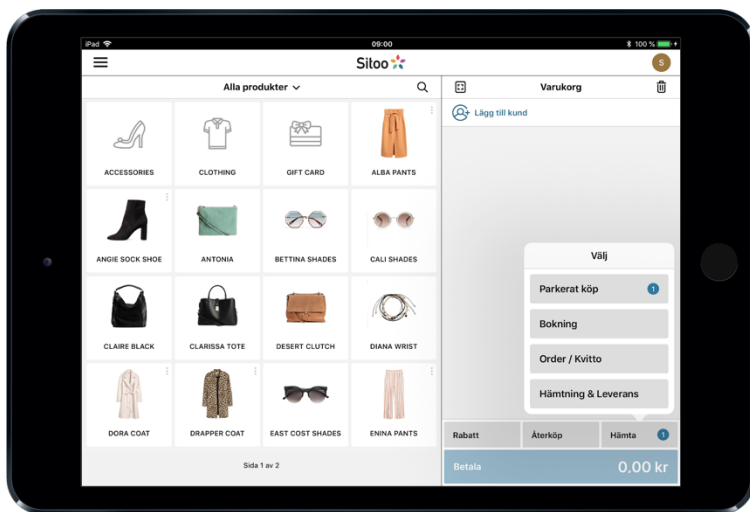 iPad
09:00
100 %
Sitoo
S
Alla produkter
Varukorg
Lägg till kund
ACCESSORIES
CLOTHING
GIFT CARD
ALBA PANTS
ANGIE SOCK SHOE
ANTONIA
BETTINA SHADES
CALI SHADES
CLAIRE BLACK
CLARISSA TOTE
DESERT CLUTCH
DIANA WRIST
DORA COAT
DRAPPER COAT
EAST COST SHADES
ENINA PANTS
Sida 1 av 2
Välj
Parkerat köp 1
Bokning
Order / Kvitto
Hämtning & Leverans
Rabatt
Återköp
Hämta 1
Betala 0,00 kr